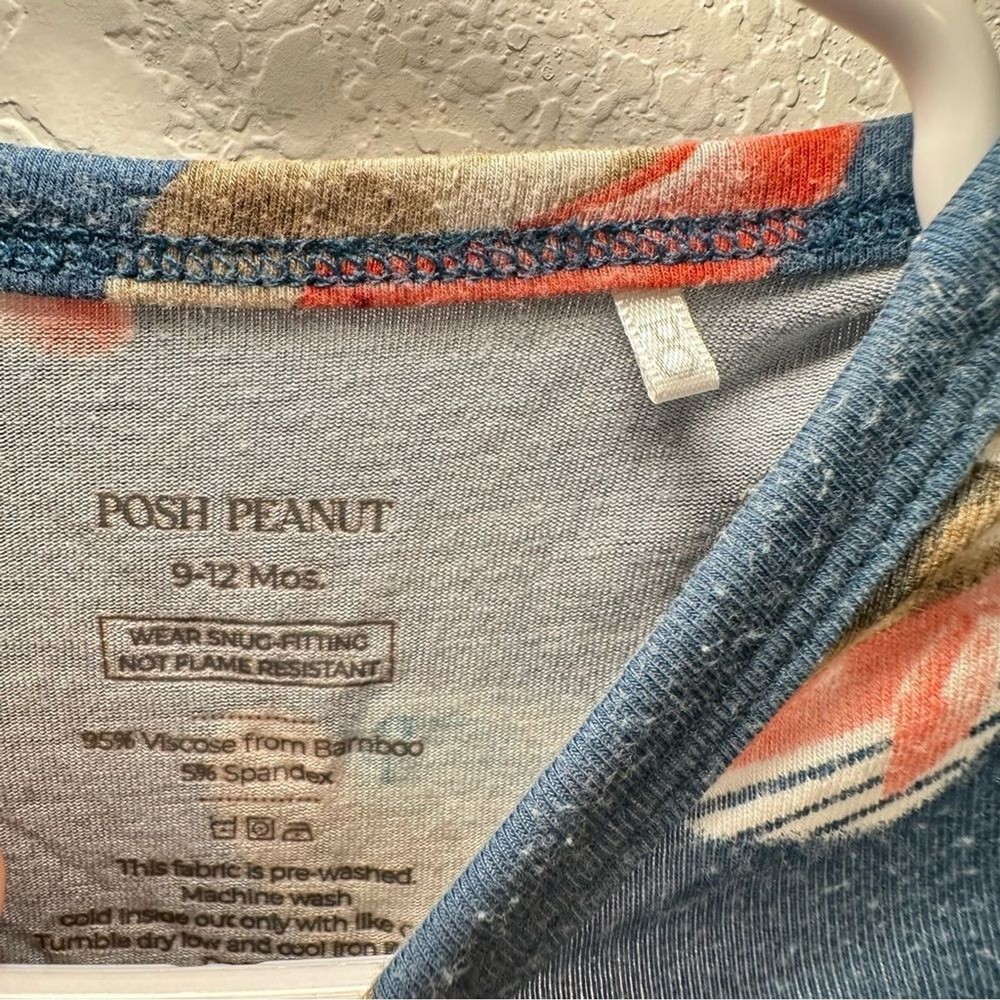 POSH PEANUT
9-12 Mos.
WEAR SNUG-FITTING
NOT FLAME RESISTANT
95% Viscose from Bamboo
5% Spandex
This fabric is pre-washed.
Machine wash
cold inside out only with like
Tumble dry low and cool iron